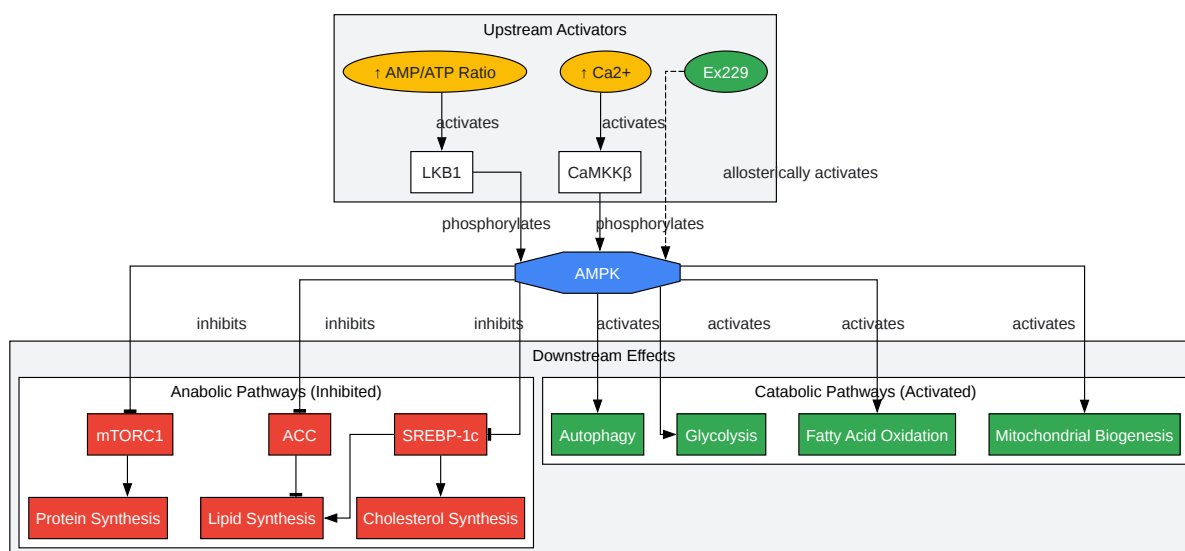 Upstream Activators
↑ AMP/ATP Ratio
↑ Ca2+
Ex229
activates
activates
LKB1
CaMKKβ
allosterically activates
phosphorylates
phosphorylates
AMPK
inhibits
inhibits
inhibits
activates
activates
activates
activates
Downstream Effects
Anabolic Pathways (Inhibited)
Catabolic Pathways (Activated)
mTORC1
ACC
SREBP-1c
Autophagy
Glycolysis
Fatty Acid Oxidation
Mitochondrial Biogenesis
Protein Synthesis
Lipid Synthesis
Cholesterol Synthesis